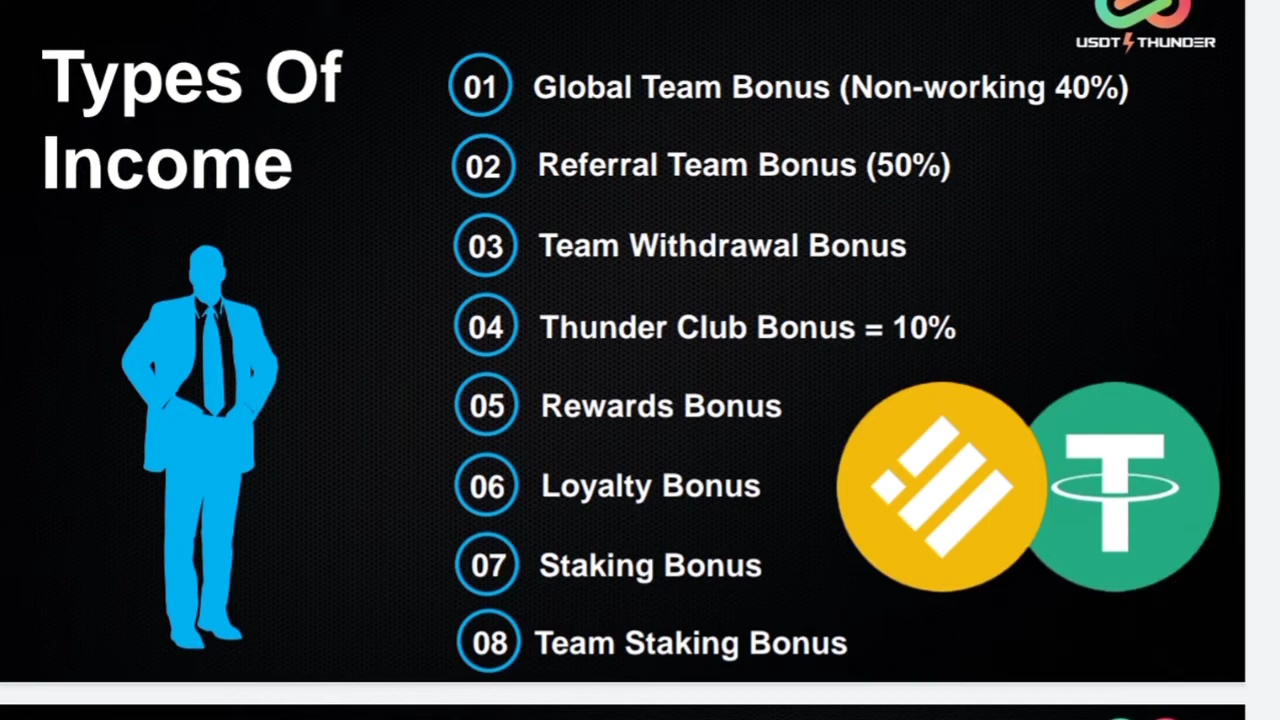 USDT THUNDER
Types Of
Income
01 Global Team Bonus (Non-working 40%)
02 Referral Team Bonus (50%)
03 Team Withdrawal Bonus
04 Thunder Club Bonus = 10%
05 Rewards Bonus
06 Loyalty Bonus
07 Staking Bonus
08 Team Staking Bonus